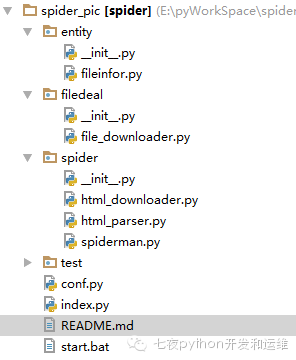 spider_pic [spider] (E:\pyWorkSpace\spider
entity
__init__.py
fileinfor.py
filedeal
__init__.py
file_downloader.py
spider
__init__.py
html_downloader.py
html_parser.py
spiderman.py
test
conf.py
index.py
README.md
start.bat
七夜python开发和运维